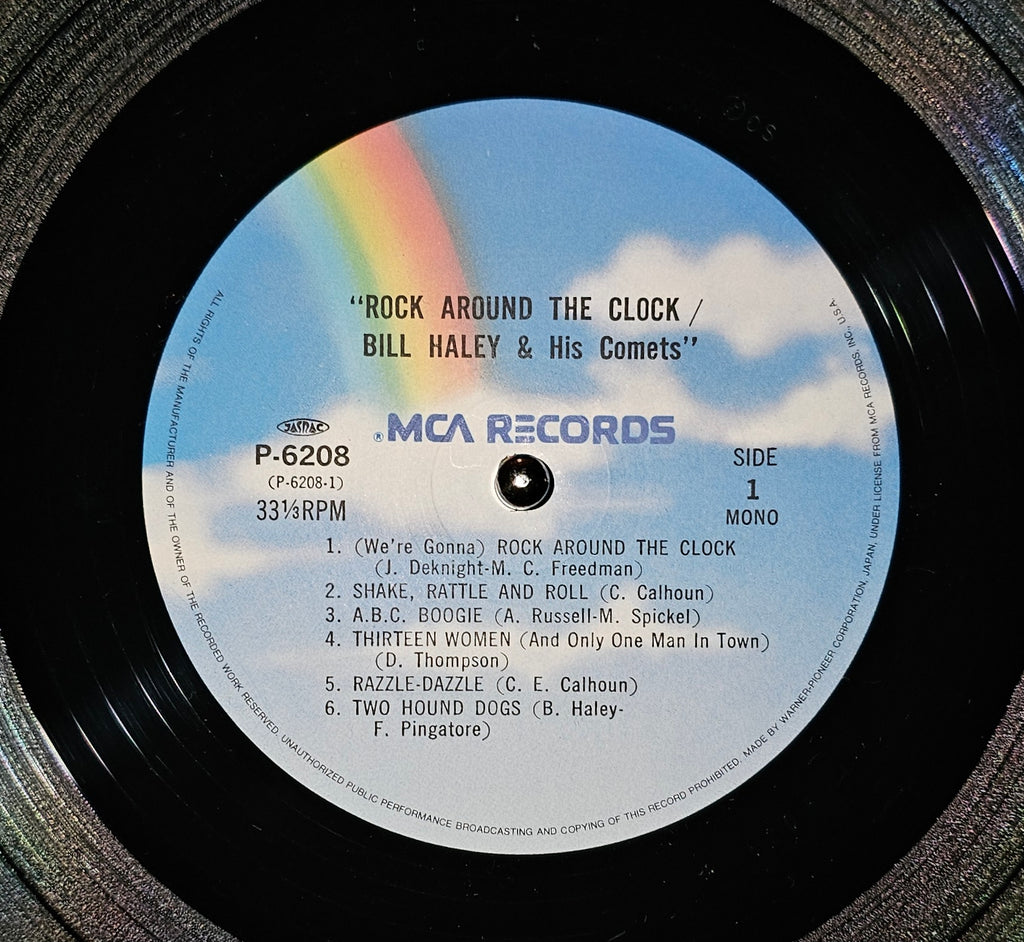 "ROCK AROUND THE CLOCK /
BILL HALEY & His Comets"
JASRAC
® MCA RECORDS
P-6208
(P-6208-1)
33⅓RPM
SIDE
1
MONO
1. (We're Gonna) ROCK AROUND THE CLOCK
(J. Deknight-M. C. Freedman)
2. SHAKE, RATTLE AND ROLL (C. Calhoun)
3. A.B.C. BOOGIE (A. Russell-M. Spickel)
4. THIRTEEN WOMEN (And Only One Man In Town)
(D. Thompson)
5. RAZZLE-DAZZLE (C. E. Calhoun)
6. TWO HOUND DOGS (B. Haley-
F. Pingatore)
ALL RIGHTS OF THE MANUFACTURER AND OF THE OWNER OF THE RECORDED WORK RESERVED. UNAUTHORIZED PUBLIC PERFORMANCE BROADCASTING AND COPYING OF THIS RECORD PROHIBITED. MADE BY WARNER-PIONEER CORPORATION, JAPAN, UNDER LICENSE FROM MCA RECORDS, INC., U.S.A.